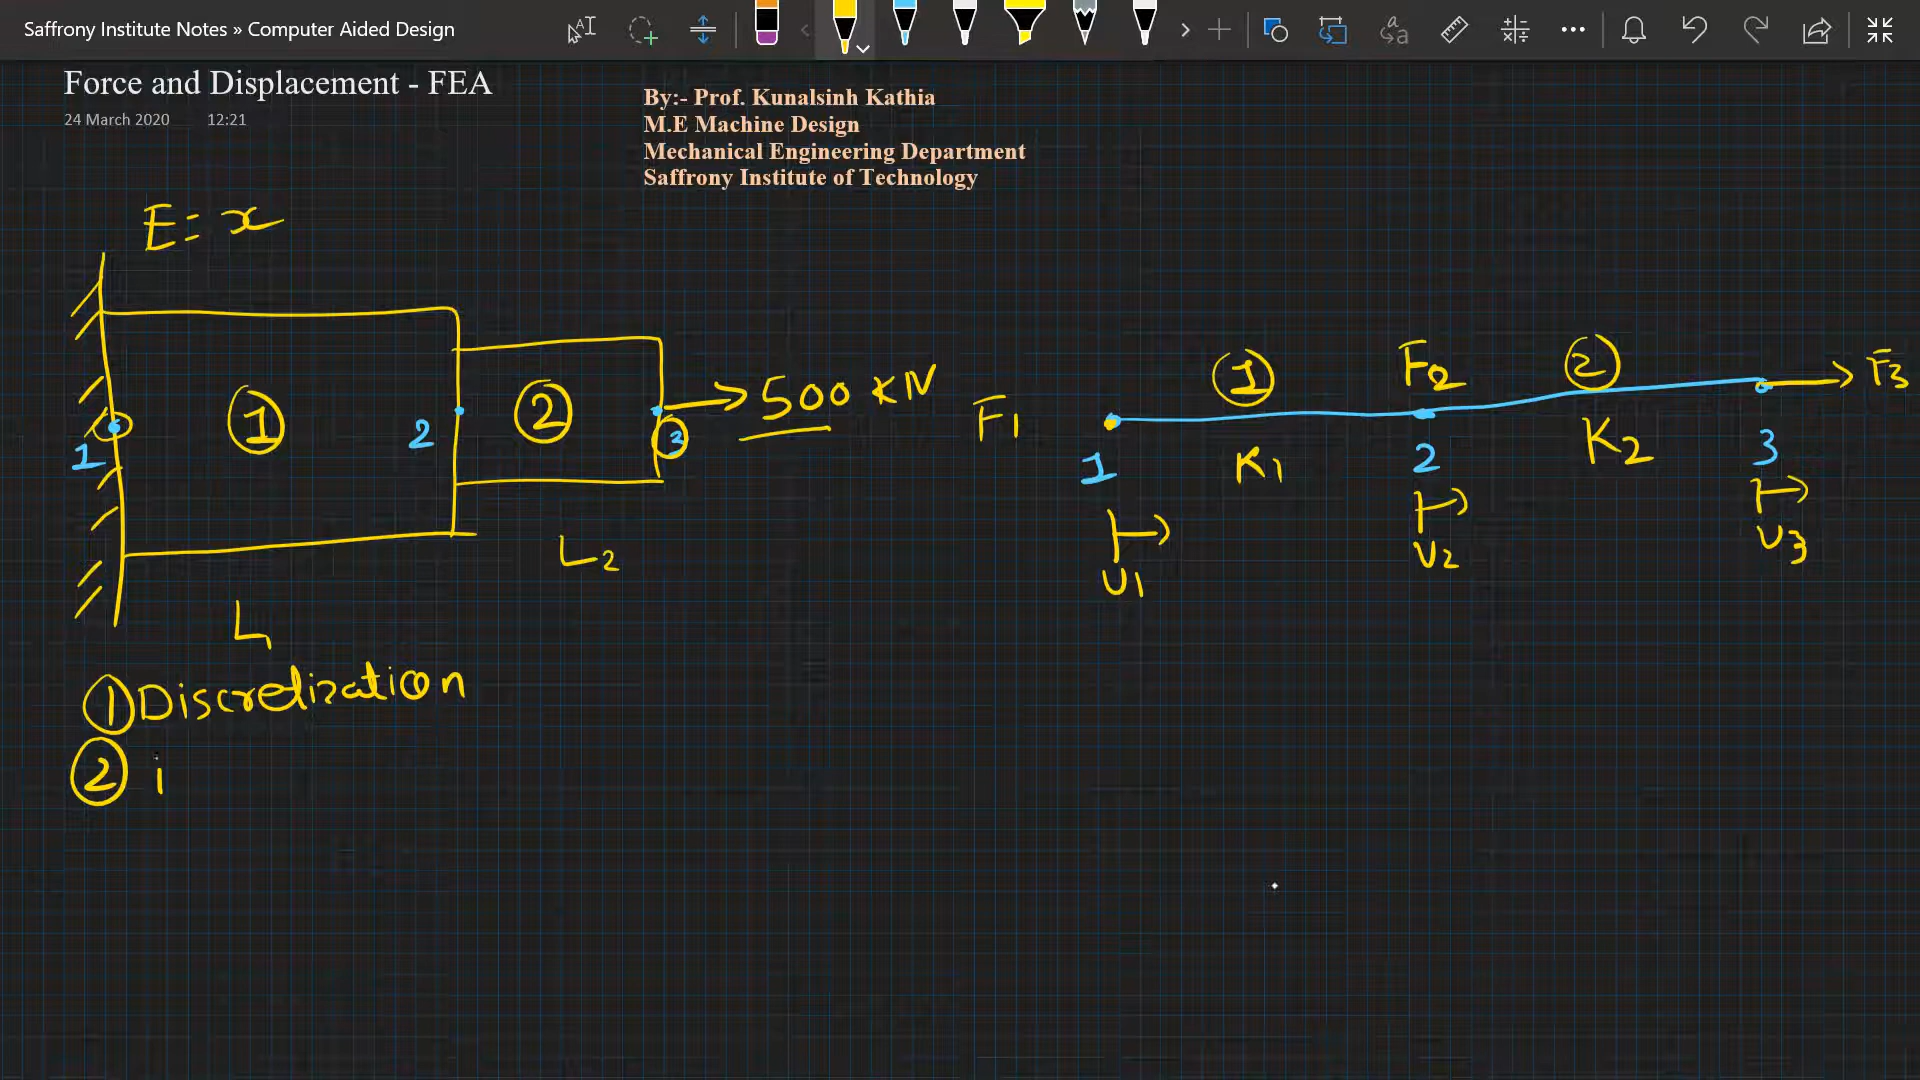 Saffrony Institute Notes » Computer Aided Design
Force and Displacement - FEA
24 March 2020 12:21
By:- Prof. Kunalsinh Kathia
M.E Machine Design
Mechanical Engineering Department
Saffrony Institute of Technology
E = x
1 1 2 2 3 500 KN
L1
L2
F1 1 F2 2 F3
1 K1 2 K2 3
U1 U2 U3
① Discretization
② i